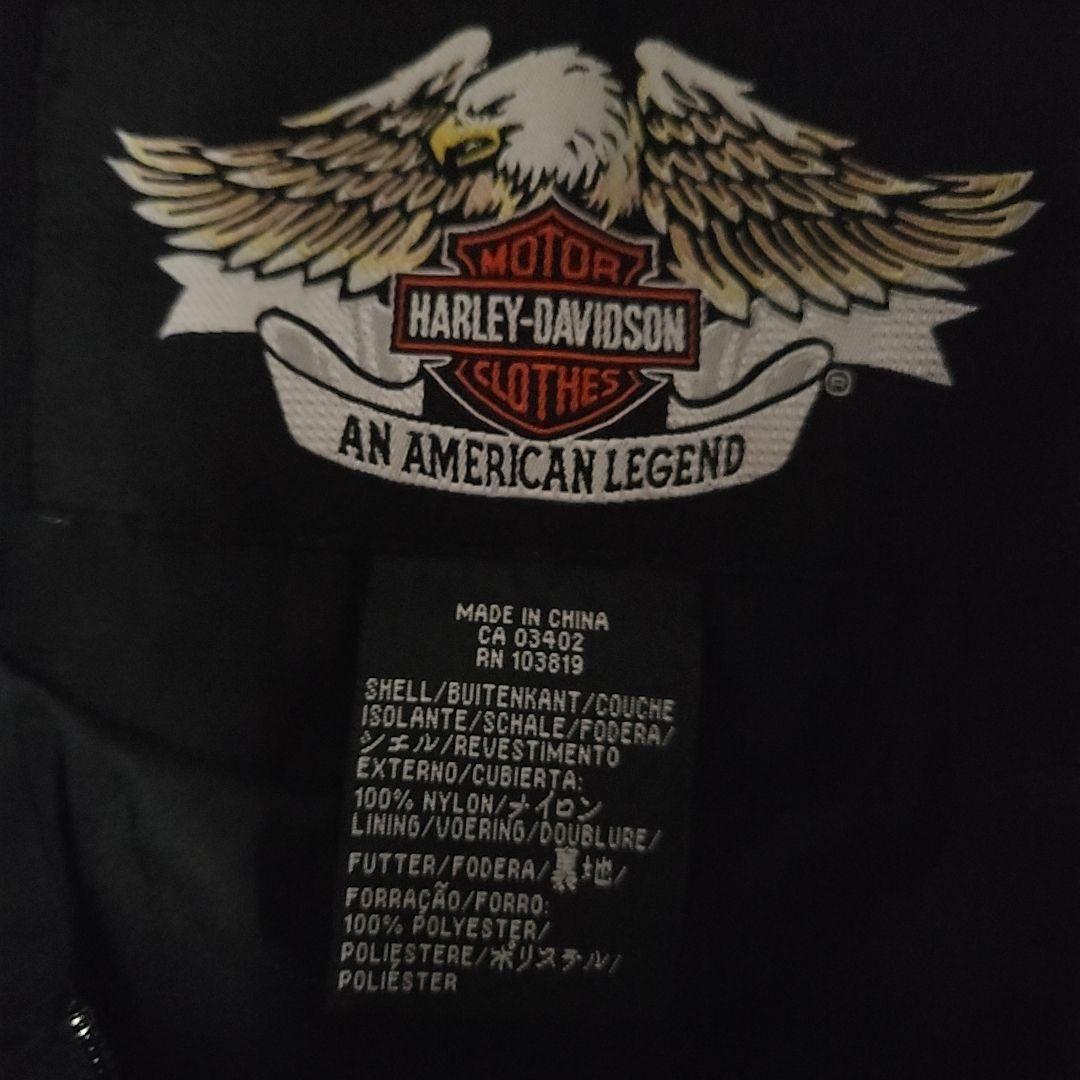 MOTOR
HARLEY-DAVIDSON
CLOTHES
®
AN AMERICAN LEGEND
MADE IN CHINA
CA 03402
RN 103819
SHELL/BUITENKANT/COUCHE
ISOLANTE/SCHALE/FODERA/
シェル/REVESTIMENTO
EXTERNO/CUBIERTA:
100% NYLON/ナイロン
LINING/VOERING/DOUBLURE/
FUTTER/FODERA/裏地/
FORRAÇÃO/FORRO:
100% POLYESTER/
POLIESTERE/ポリステル/
POLIÉSTER